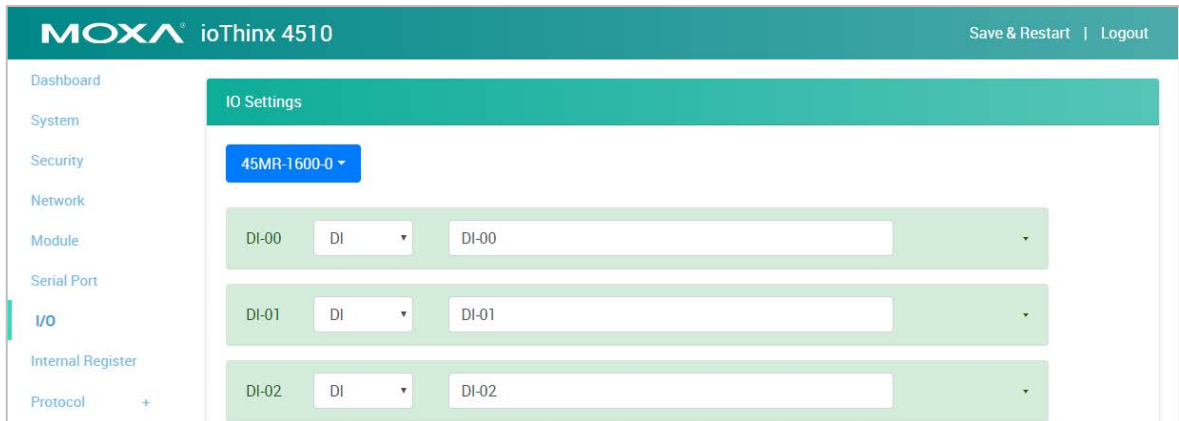 MOXA® ioThinx 4510
Save & Restart | Logout
Dashboard
System
Security
Network
Module
Serial Port
I/O
Internal Register
Protocol +
IO Settings
45MR-1600-0
DI-00 DI DI-00
DI-01 DI DI-01
DI-02 DI DI-02